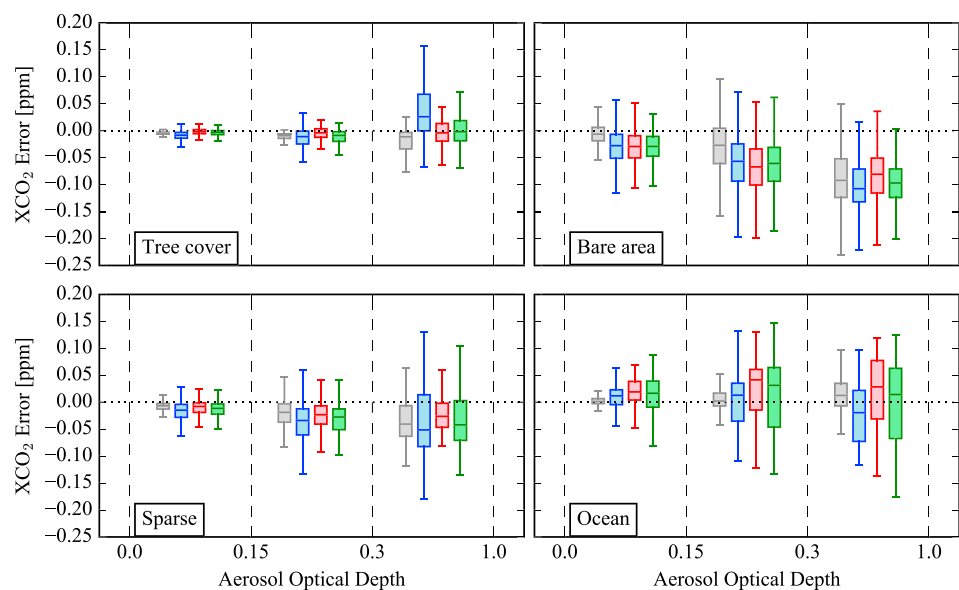 0.20
0.15
0.10
0.05
0.00
−0.05
−0.10
−0.15
−0.20
−0.25
XCO₂ Error [ppm]
Tree cover
Bare area
0.20
0.15
0.10
0.05
0.00
−0.05
−0.10
−0.15
−0.20
−0.25
XCO₂ Error [ppm]
Sparse
Ocean
0.0 0.15 0.3 1.0
0.0 0.15 0.3 1.0
Aerosol Optical Depth
Aerosol Optical Depth